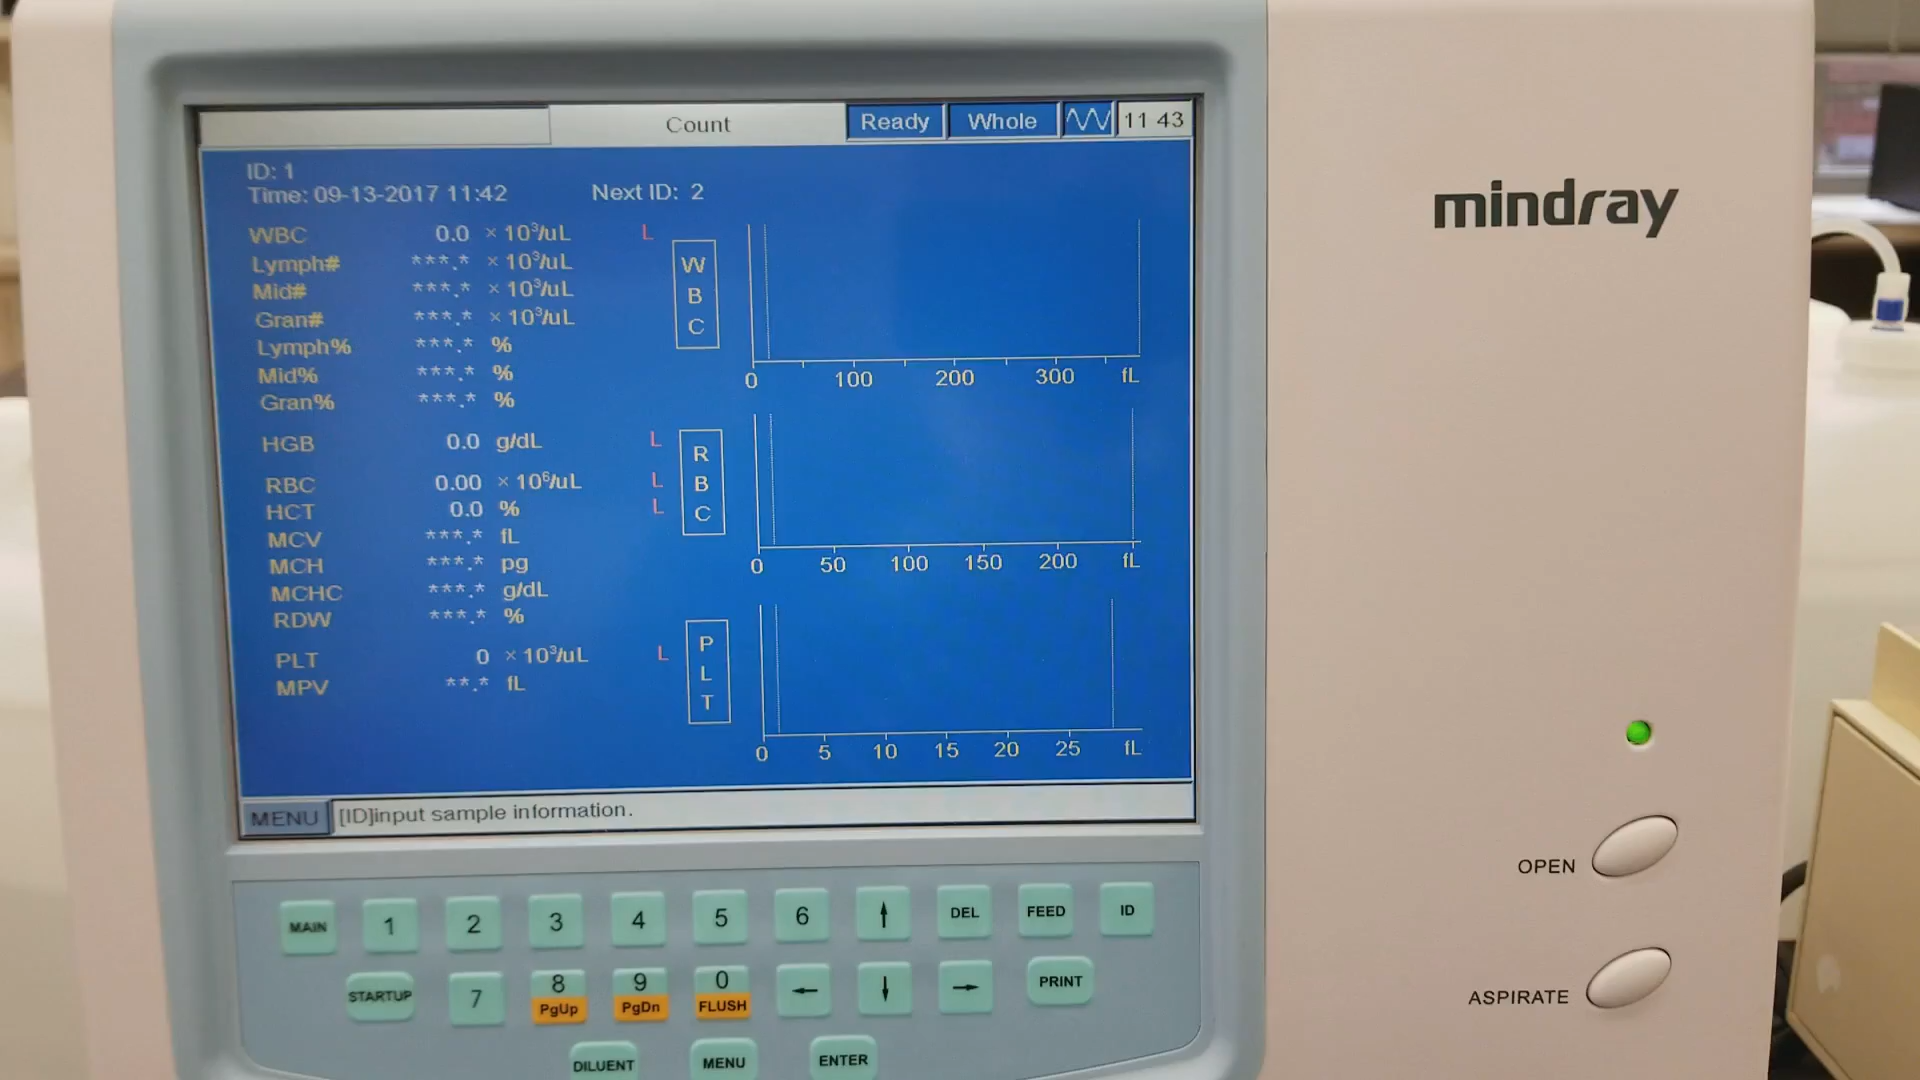 Count Ready Whole 11 43
ID: 1
Time: 09-13-2017 11:42 Next ID: 2
WBC 0.0 × 10³/uL L
Lymph# ***.* × 10³/uL
Mid# ***.* × 10³/uL
Gran# ***.* × 10³/uL
Lymph% ***.* %
Mid% ***.* %
Gran% ***.* %
HGB 0.0 g/dL L
RBC 0.00 × 10⁶/uL L
HCT 0.0 % L
MCV ***.* fL
MCH ***.* pg
MCHC ***.* g/dL
RDW ***.* %
PLT 0 × 10³/uL L
MPV **.* fL
WBC
0 100 200 300 fL
RBC
0 50 100 150 200 fL
PLT
0 5 10 15 20 25 fL
MENU [ID]input sample information.
mindray
OPEN
ASPIRATE
MAIN 1 2 3 4 5 6 ↑ DEL FEED ID
STARTUP 7 8 PgUp 9 PgDn 0 FLUSH ← ↓ → PRINT
DILUENT MENU ENTER